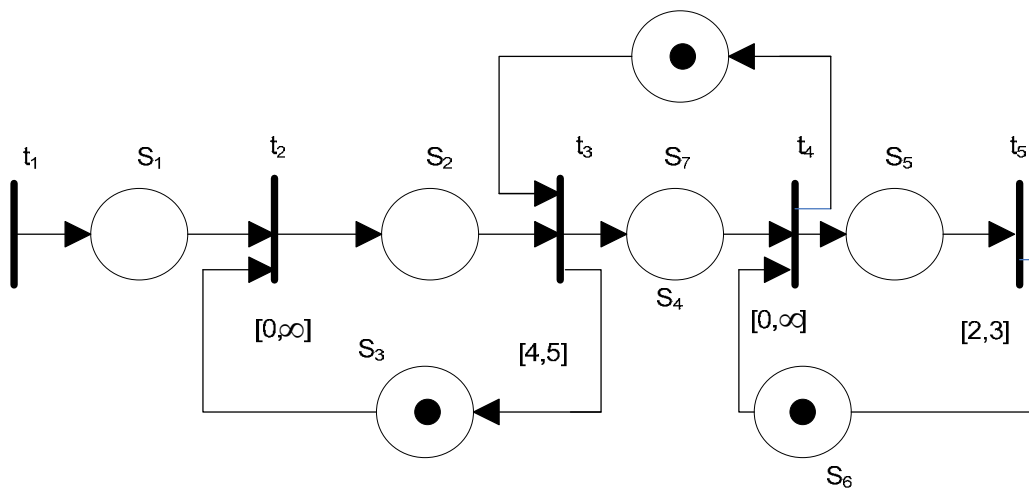 t₁
S₁
t₂
S₂
t₃
S₇
t₄
S₅
t₅
S₄
[0,∞]
S₃
[4,5]
[0,∞]
[2,3]
S₆